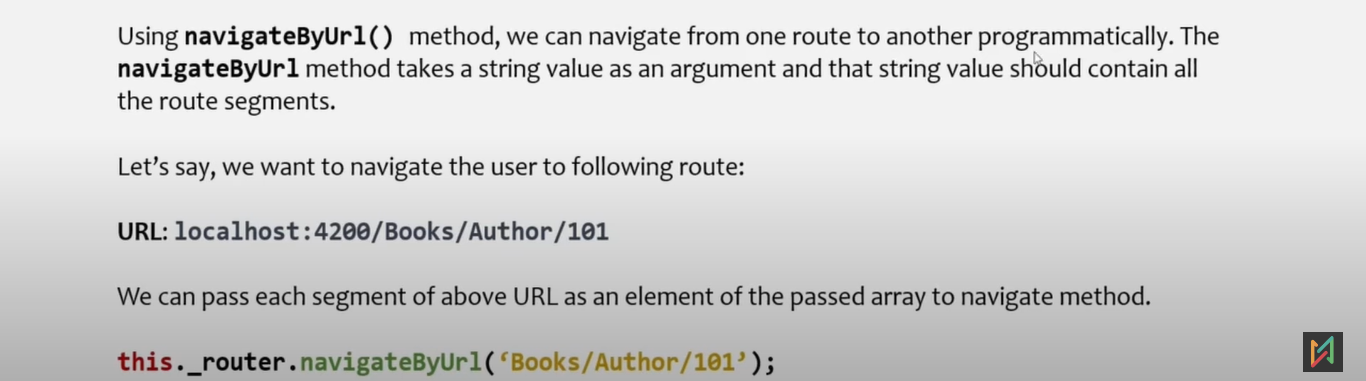 Using navigateByUrl() method, we can navigate from one route to another programmatically. The
navigateByUrl method takes a string value as an argument and that string value should contain all
the route segments.
Let’s say, we want to navigate the user to following route:
URL: localhost:4200/Books/Author/101
We can pass each segment of above URL as an element of the passed array to navigate method.
this._router.navigateByUrl(‘Books/Author/101’);